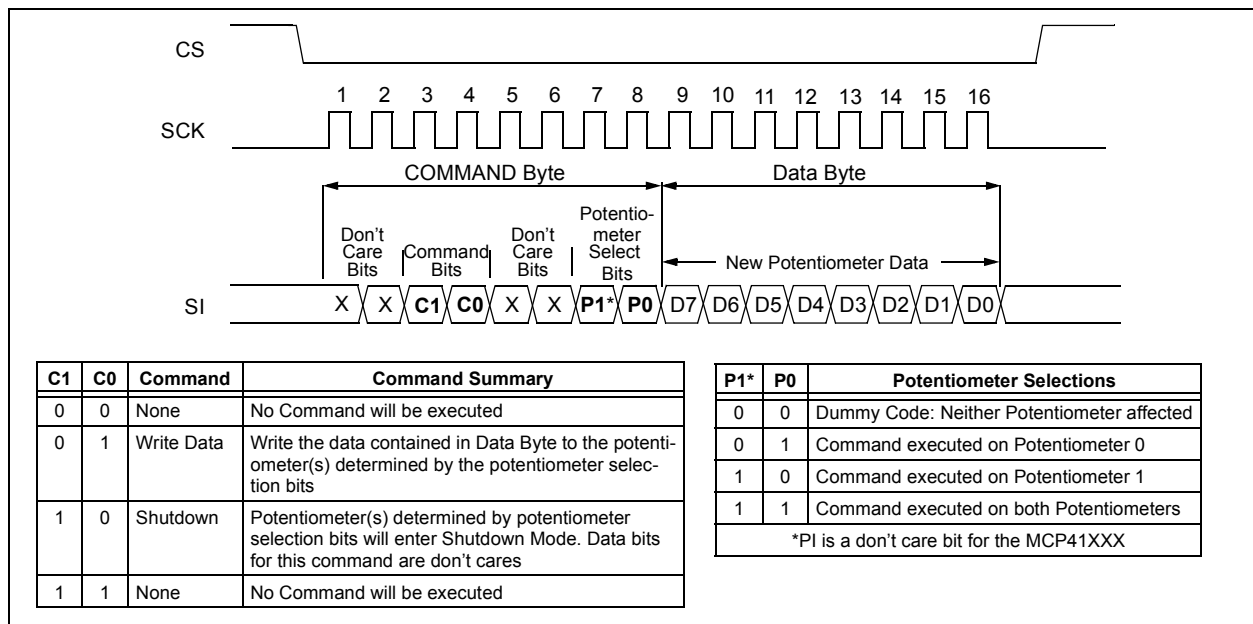 CS
1 2 3 4 5 6 7 8 9 10 11 12 13 14 15 16
SCK
COMMAND Byte
Data Byte
Don't
Care
Bits
Command
Bits
Don't
Care
Bits
Potentio-
meter
Select
Bits
New Potentiometer Data
SI
X X C1 C0 X X P1* P0 D7 D6 D5 D4 D3 D2 D1 D0
C1 C0 Command Command Summary
0 0 None No Command will be executed
0 1 Write Data Write the data contained in Data Byte to the potenti-
ometer(s) determined by the potentiometer selec-
tion bits
1 0 Shutdown Potentiometer(s) determined by potentiometer
selection bits will enter Shutdown Mode. Data bits
for this command are don't cares
1 1 None No Command will be executed
P1* P0 Potentiometer Selections
0 0 Dummy Code: Neither Potentiometer affected
0 1 Command executed on Potentiometer 0
1 0 Command executed on Potentiometer 1
1 1 Command executed on both Potentiometers
*PI is a don't care bit for the MCP41XXX